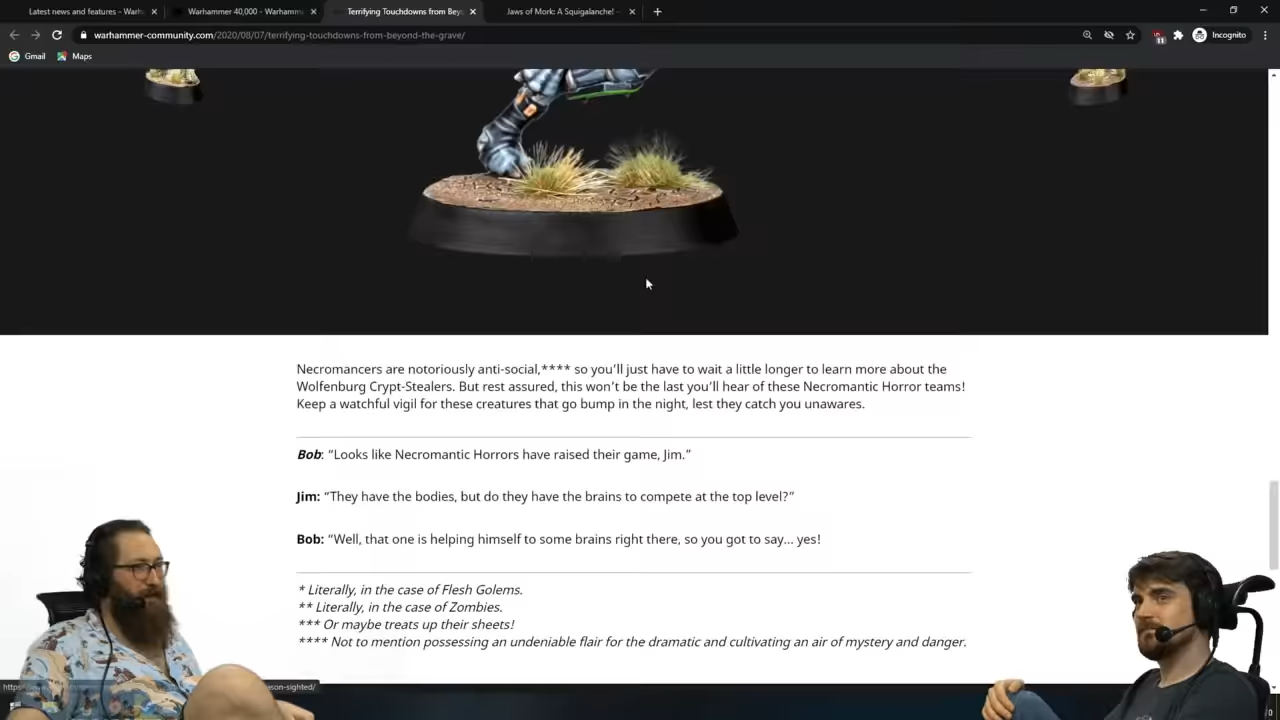 Latest news and features – Warh
Warhammer 40,000 – Warhamm
Terrifying Touchdowns from Bey
Jaws of Mork: A Squigalanche! –
warhammer-community.com/2020/08/07/terrifying-touchdowns-from-beyond-the-grave/
11
Incognito
Gmail
Maps
Necromancers are notoriously anti-social,**** so you’ll just have to wait a little longer to learn more about the
Wolfenburg Crypt-Stealers. But rest assured, this won’t be the last you’ll hear of these Necromantic Horror teams!
Keep a watchful vigil for these creatures that go bump in the night, lest they catch you unawares.
Bob: “Looks like Necromantic Horrors have raised their game, Jim.”
Jim: “They have the bodies, but do they have the brains to compete at the top level?”
Bob: “Well, that one is helping himself to some brains right there, so you got to say… yes!
* Literally, in the case of Flesh Golems.
** Literally, in the case of Zombies.
*** Or maybe treats up their sheets!
**** Not to mention possessing an undeniable flair for the dramatic and cultivating an air of mystery and danger.